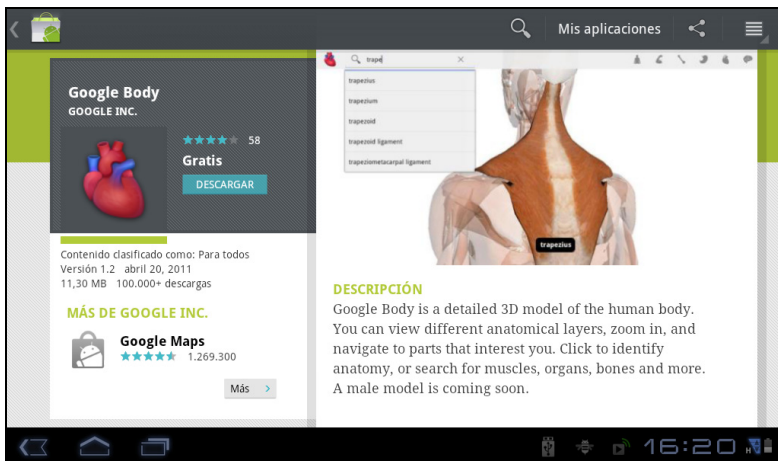 Mis aplicaciones
Google Body
GOOGLE INC.
58
Gratis
DESCARGAR
Contenido clasificado como: Para todos
Versión 1.2 abril 20, 2011
11,30 MB 100.000+ descargas
MÁS DE GOOGLE INC.
Google Maps
1.269.300
Más
trape
trapezius
trapezium
trapezoid
trapezoid ligament
trapeziometacarpal ligament
trapezius
DESCRIPCIÓN
Google Body is a detailed 3D model of the human body.
You can view different anatomical layers, zoom in, and
navigate to parts that interest you. Click to identify
anatomy, or search for muscles, organs, bones and more.
A male model is coming soon.
16:20
H